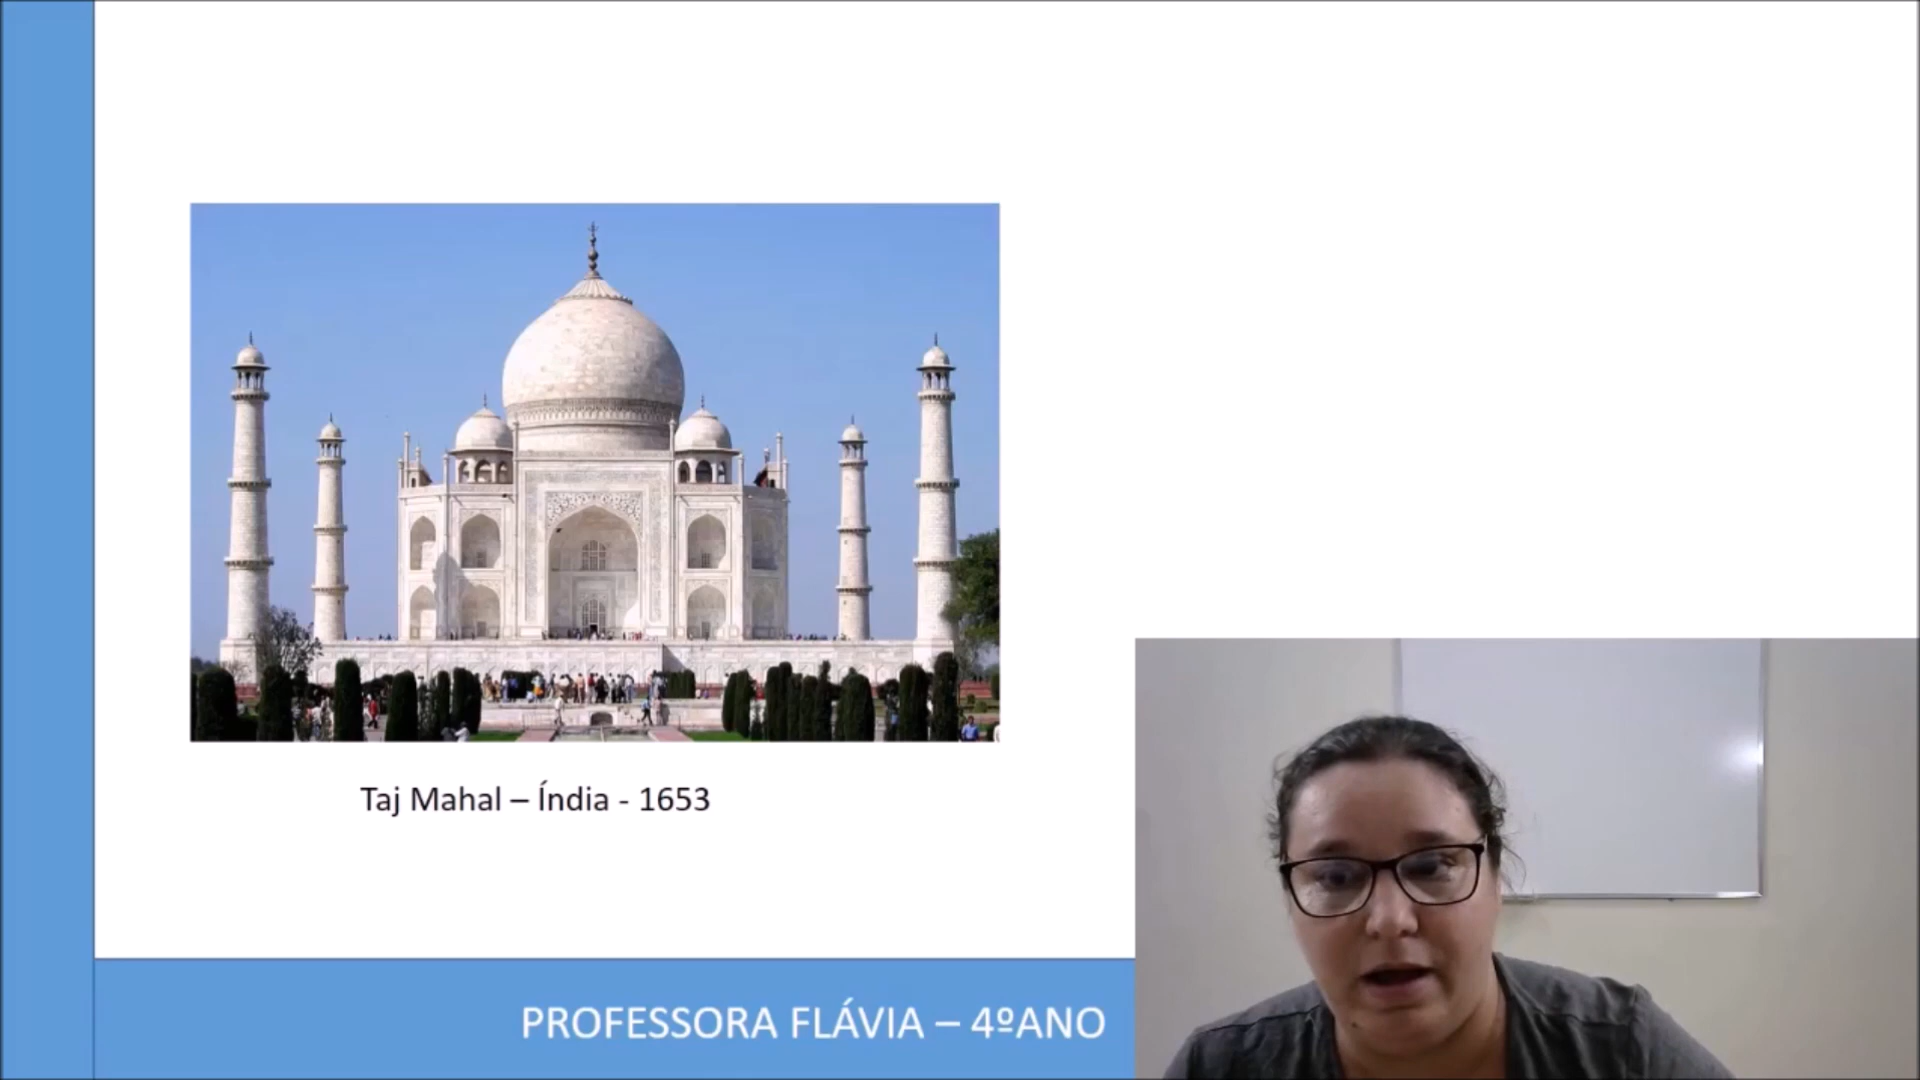 Taj Mahal – Índia - 1653
PROFESSORA FLÁVIA – 4ºANO